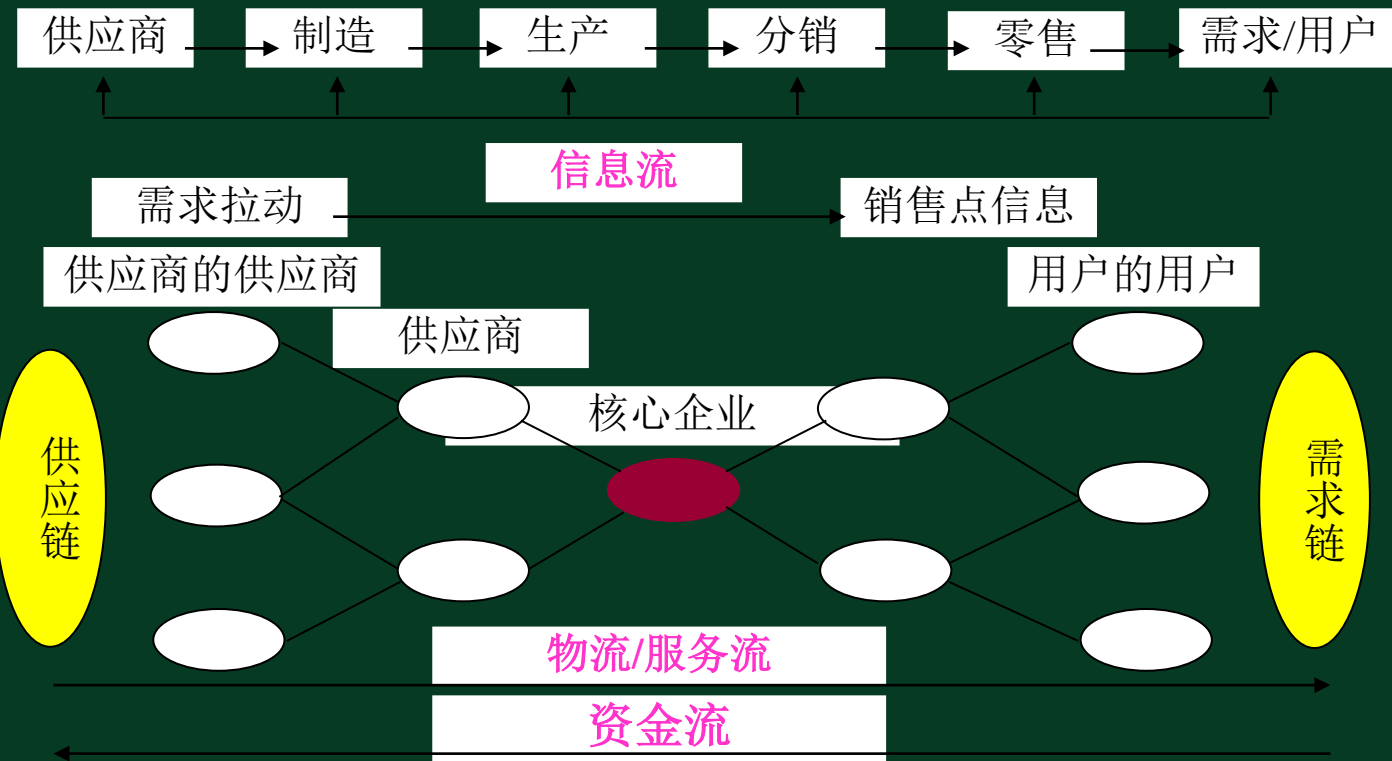 供应商
制造
生产
分销
零售
需求/用户
信息流
需求拉动
销售点信息
供应商的供应商
用户的用户
供应商
核心企业
供应链
需求链
物流/服务流
资金流